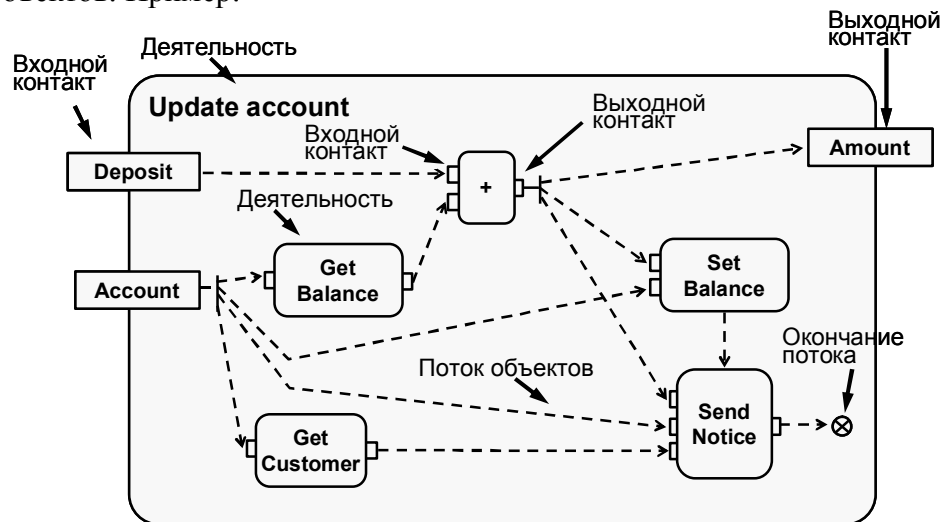 объектов. Пример:
Выходной
контакт
Деятельность
Входной
контакт
Update account
Входной
контакт
Выходной
контакт
Deposit
+
Amount
Деятельность
Get
Balance
Set
Balance
Account
Окончание
потока
Поток объектов
Send
Notice
Get
Customer